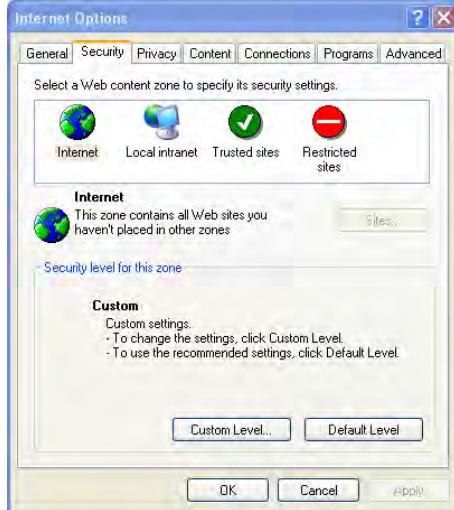 Internet Options
General Security Privacy Content Connections Programs Advanced
Select a Web content zone to specify its security settings.
Internet Local intranet Trusted sites Restricted sites
Internet
This zone contains all Web sites you
haven't placed in other zones
Sites...
Security level for this zone
Custom
Custom settings.
- To change the settings, click Custom Level.
- To use the recommended settings, click Default Level.
Custom Level... Default Level
OK Cancel Apply